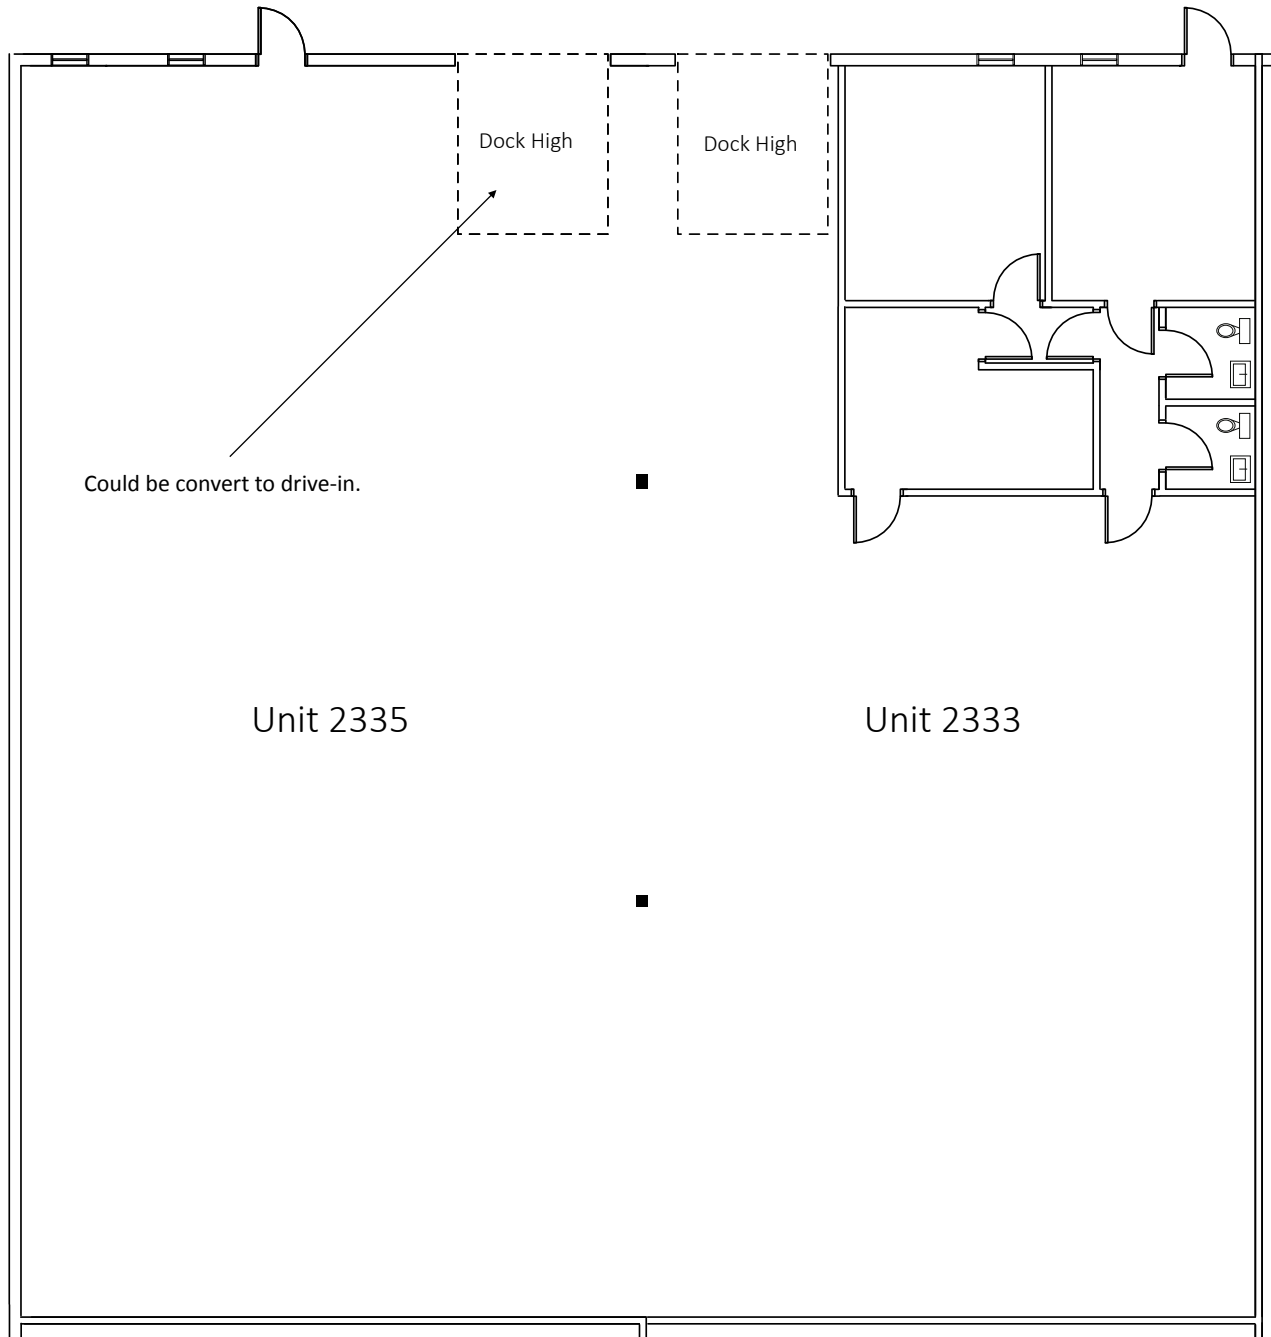 Dock High
Dock High
Could be convert to drive-in.
Unit 2335
Unit 2333